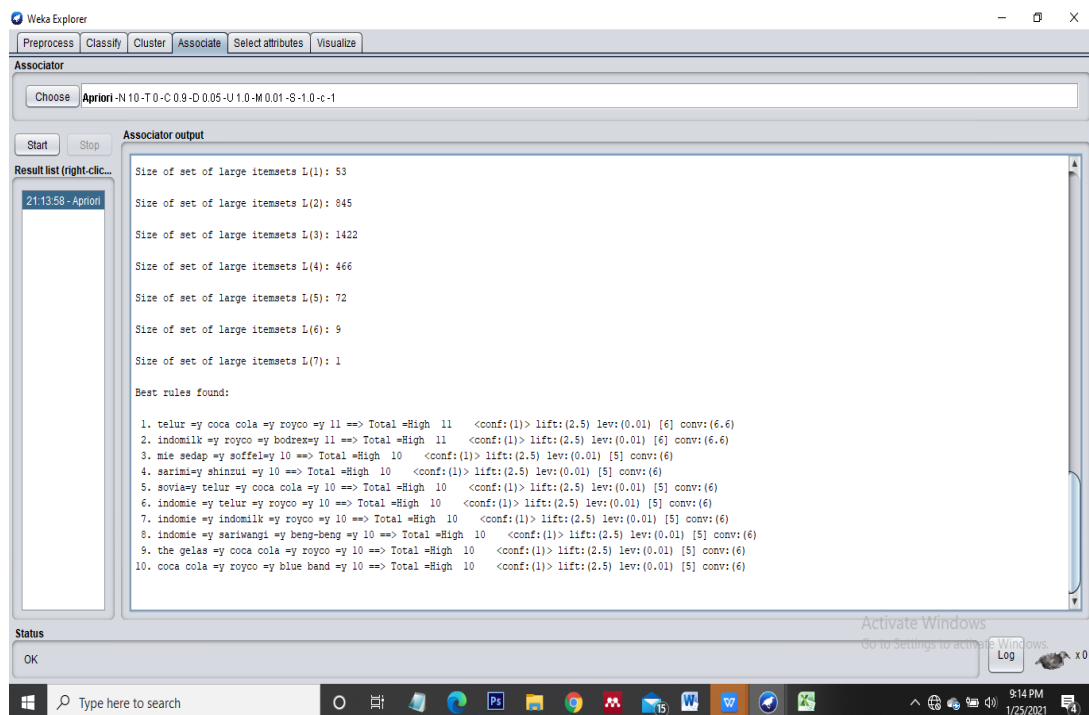 Weka Explorer
Preprocess Classify Cluster Associate Select attributes Visualize
Associator
Choose Apriori -N 10 -T 0 -C 0.9 -D 0.05 -U 1.0 -M 0.01 -S -1.0 -c -1
Start Stop
Associator output
Result list (right-clic...
21:13:58 - Apriori
Size of set of large itemsets L(1): 53
Size of set of large itemsets L(2): 845
Size of set of large itemsets L(3): 1422
Size of set of large itemsets L(4): 466
Size of set of large itemsets L(5): 72
Size of set of large itemsets L(6): 9
Size of set of large itemsets L(7): 1
Best rules found:
1. telur =y coca cola =y royco =y 11 ==> Total =High 11 <conf:(1)> lift:(2.5) lev:(0.01) [6] conv:(6.6)
2. indomilk =y royco =y bodrex=y 11 ==> Total =High 11 <conf:(1)> lift:(2.5) lev:(0.01) [6] conv:(6.6)
3. mie sedap =y soffel=y 10 ==> Total =High 10 <conf:(1)> lift:(2.5) lev:(0.01) [5] conv:(6)
4. sarimi=y shinzui =y 10 ==> Total =High 10 <conf:(1)> lift:(2.5) lev:(0.01) [5] conv:(6)
5. sovia=y telur =y coca cola =y 10 ==> Total =High 10 <conf:(1)> lift:(2.5) lev:(0.01) [5] conv:(6)
6. indomie =y telur =y royco =y 10 ==> Total =High 10 <conf:(1)> lift:(2.5) lev:(0.01) [5] conv:(6)
7. indomie =y indomilk =y royco =y 10 ==> Total =High 10 <conf:(1)> lift:(2.5) lev:(0.01) [5] conv:(6)
8. indomie =y sariwangi =y beng-beng =y 10 ==> Total =High 10 <conf:(1)> lift:(2.5) lev:(0.01) [5] conv:(6)
9. the gelas =y coca cola =y royco =y 10 ==> Total =High 10 <conf:(1)> lift:(2.5) lev:(0.01) [5] conv:(6)
10. coca cola =y royco =y blue band =y 10 ==> Total =High 10 <conf:(1)> lift:(2.5) lev:(0.01) [5] conv:(6)
Activate Windows
Go to Settings to activate Windows.
Status
OK
Log
x 0
Type here to search
Ps
15
W
9:14 PM
1/25/2021
4